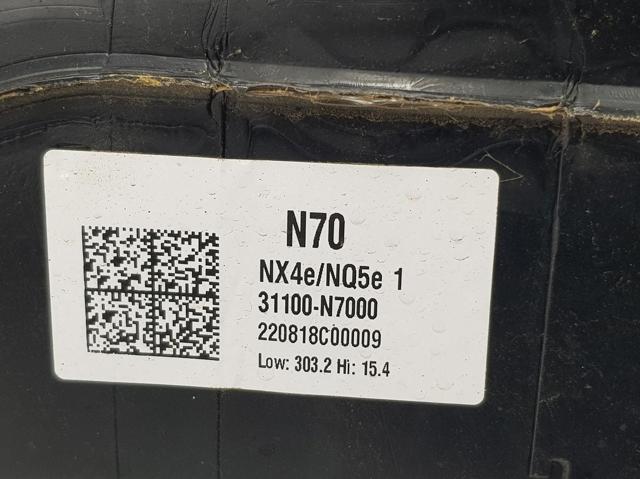 N70
NX4e/NQ5e 1
31100-N7000
220818C00009
Low: 303.2 Hi: 15.4